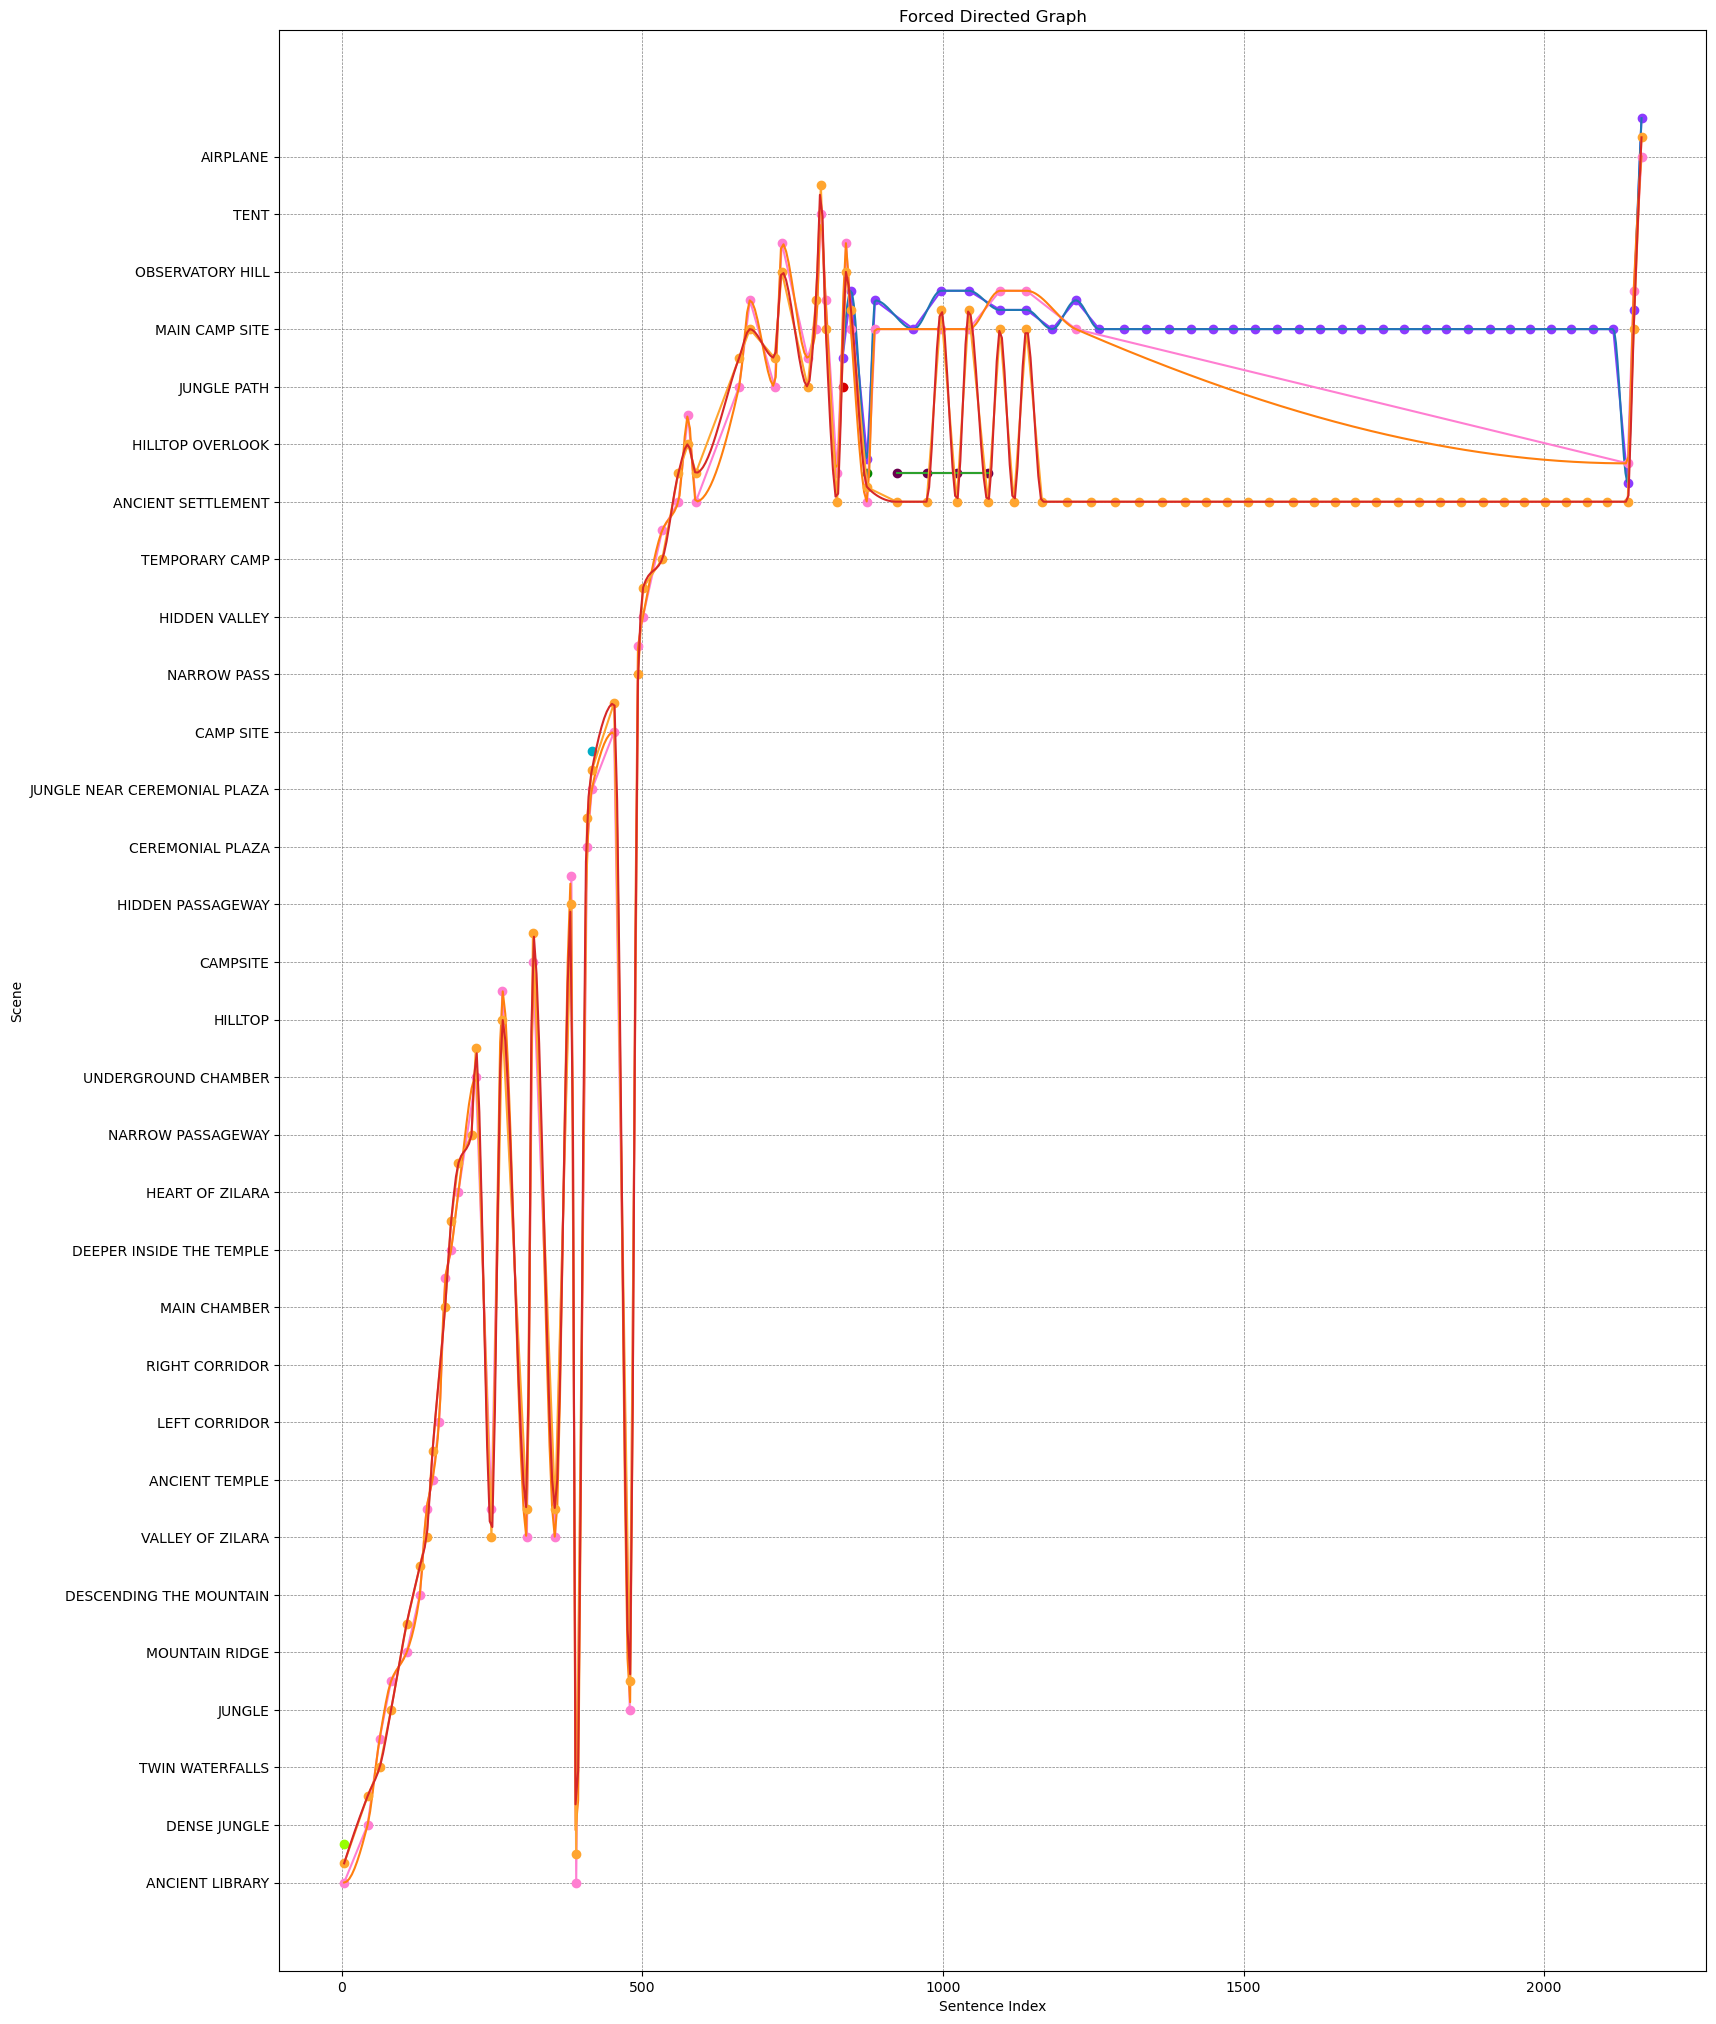 Forced Directed Graph
AIRPLANE
TENT
OBSERVATORY HILL
MAIN CAMP SITE
JUNGLE PATH
HILLTOP OVERLOOK
ANCIENT SETTLEMENT
TEMPORARY CAMP
HIDDEN VALLEY
NARROW PASS
CAMP SITE
JUNGLE NEAR CEREMONIAL PLAZA
CEREMONIAL PLAZA
HIDDEN PASSAGEWAY
CAMPSITE
HILLTOP
UNDERGROUND CHAMBER
NARROW PASSAGEWAY
HEART OF ZILARA
DEEPER INSIDE THE TEMPLE
MAIN CHAMBER
RIGHT CORRIDOR
LEFT CORRIDOR
ANCIENT TEMPLE
VALLEY OF ZILARA
DESCENDING THE MOUNTAIN
MOUNTAIN RIDGE
JUNGLE
TWIN WATERFALLS
DENSE JUNGLE
ANCIENT LIBRARY
Scene
0 500 1000 1500 2000
Sentence Index